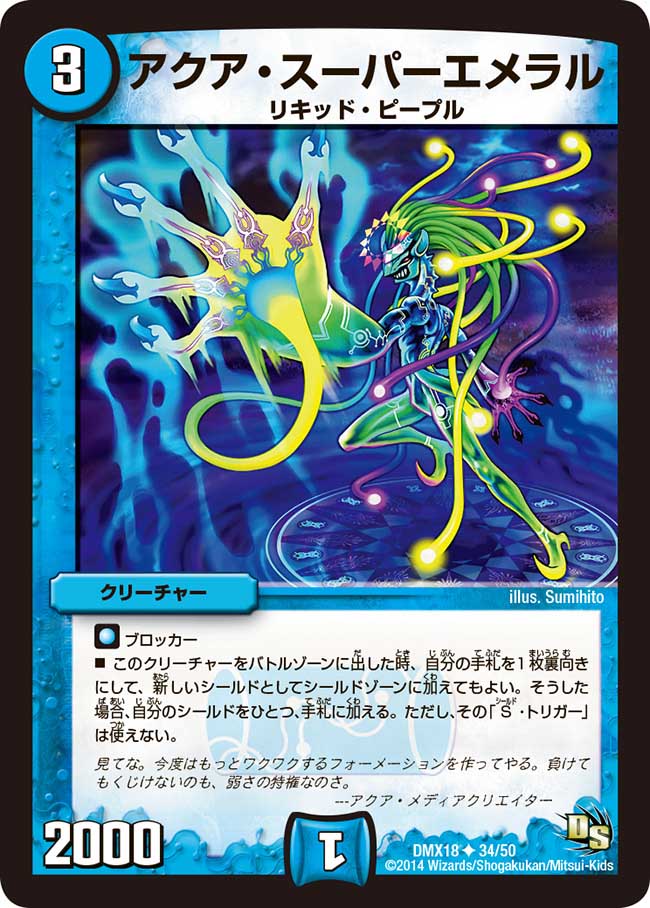 3
アクア・スーパーエメラル
リキッド・ピープル
クリーチャー
illus. Sumihito
ブロッカー
■ このクリーチャーをバトルゾーンに出した時、自分の手札を1枚裏向き
にして、新しいシールドとしてシールドゾーンに加えてもよい。そうした
場合、自分のシールドをひとつ、手札に加える。ただし、その「S・トリガー」
は使えない。
見てな。今度はもっとワクワクするフォーメーションを作ってやる。負けて
もくじけないのも、弱さの特権なのさ。
---アクア・メディアクリエイター
2000
1
DS
DMX18 ◆ 34/50
©2014 Wizards/Shogakukan/Mitsui-Kids